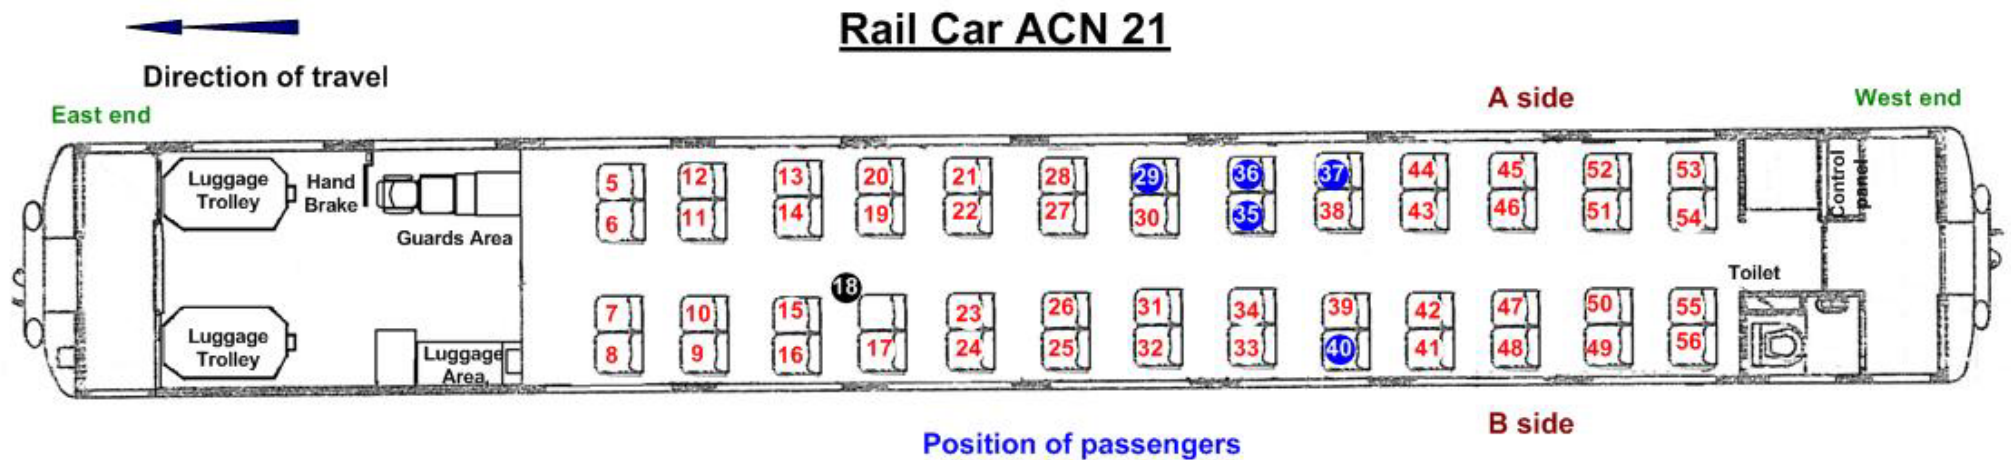 Rail Car ACN 21
Direction of travel
East end
A side
West end
Luggage
Trolley
Hand
Brake
Guards Area
5 12 13 20 21 28 29 36 37 44 45 52 53
6 11 14 19 22 27 30 35 38 43 46 51 54
Control
panel
18
Toilet
7 10 15 23 26 31 34 39 42 47 50 55
8 9 16 17 24 25 32 33 40 41 48 49 56
Luggage
Trolley
Luggage
Area
B side
Position of passengers